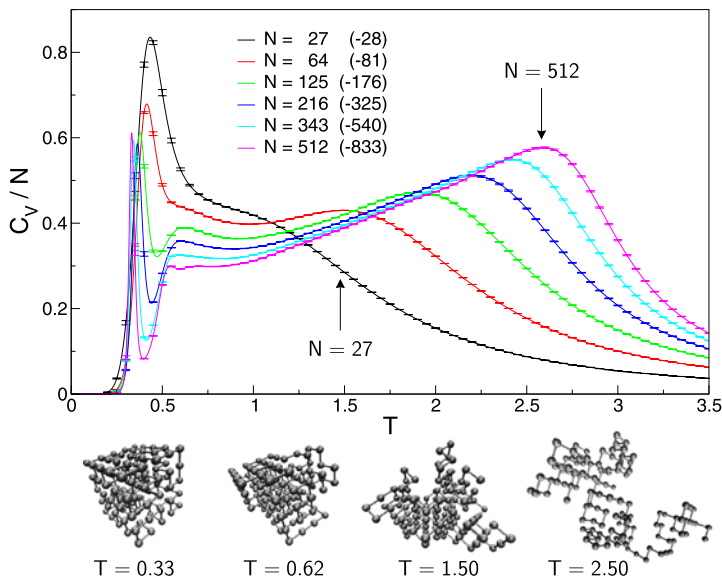 N = 27 (-28)
N = 64 (-81)
N = 125 (-176)
N = 216 (-325)
N = 343 (-540)
N = 512 (-833)
N = 512
N = 27
0.8
0.6
0.4
0.2
0
C_V / N
0 0.5 1 1.5 2 2.5 3 3.5
T
T = 0.33 T = 0.62 T = 1.50 T = 2.50